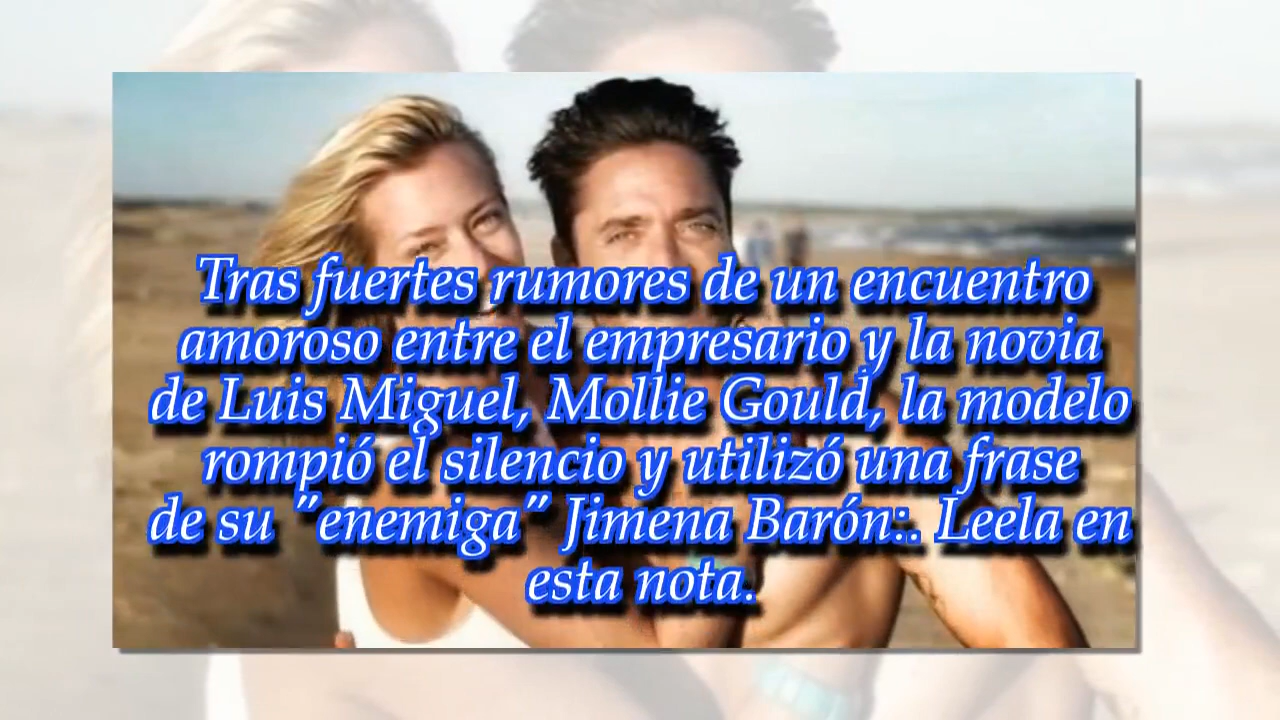 Tras fuertes rumores de un encuentro
amoroso entre el empresario y la novia
de Luis Miguel, Mollie Gould, la modelo
rompió el silencio y utilizó una frase
de su "enemiga" Jimena Barón:. Leela en
esta nota.